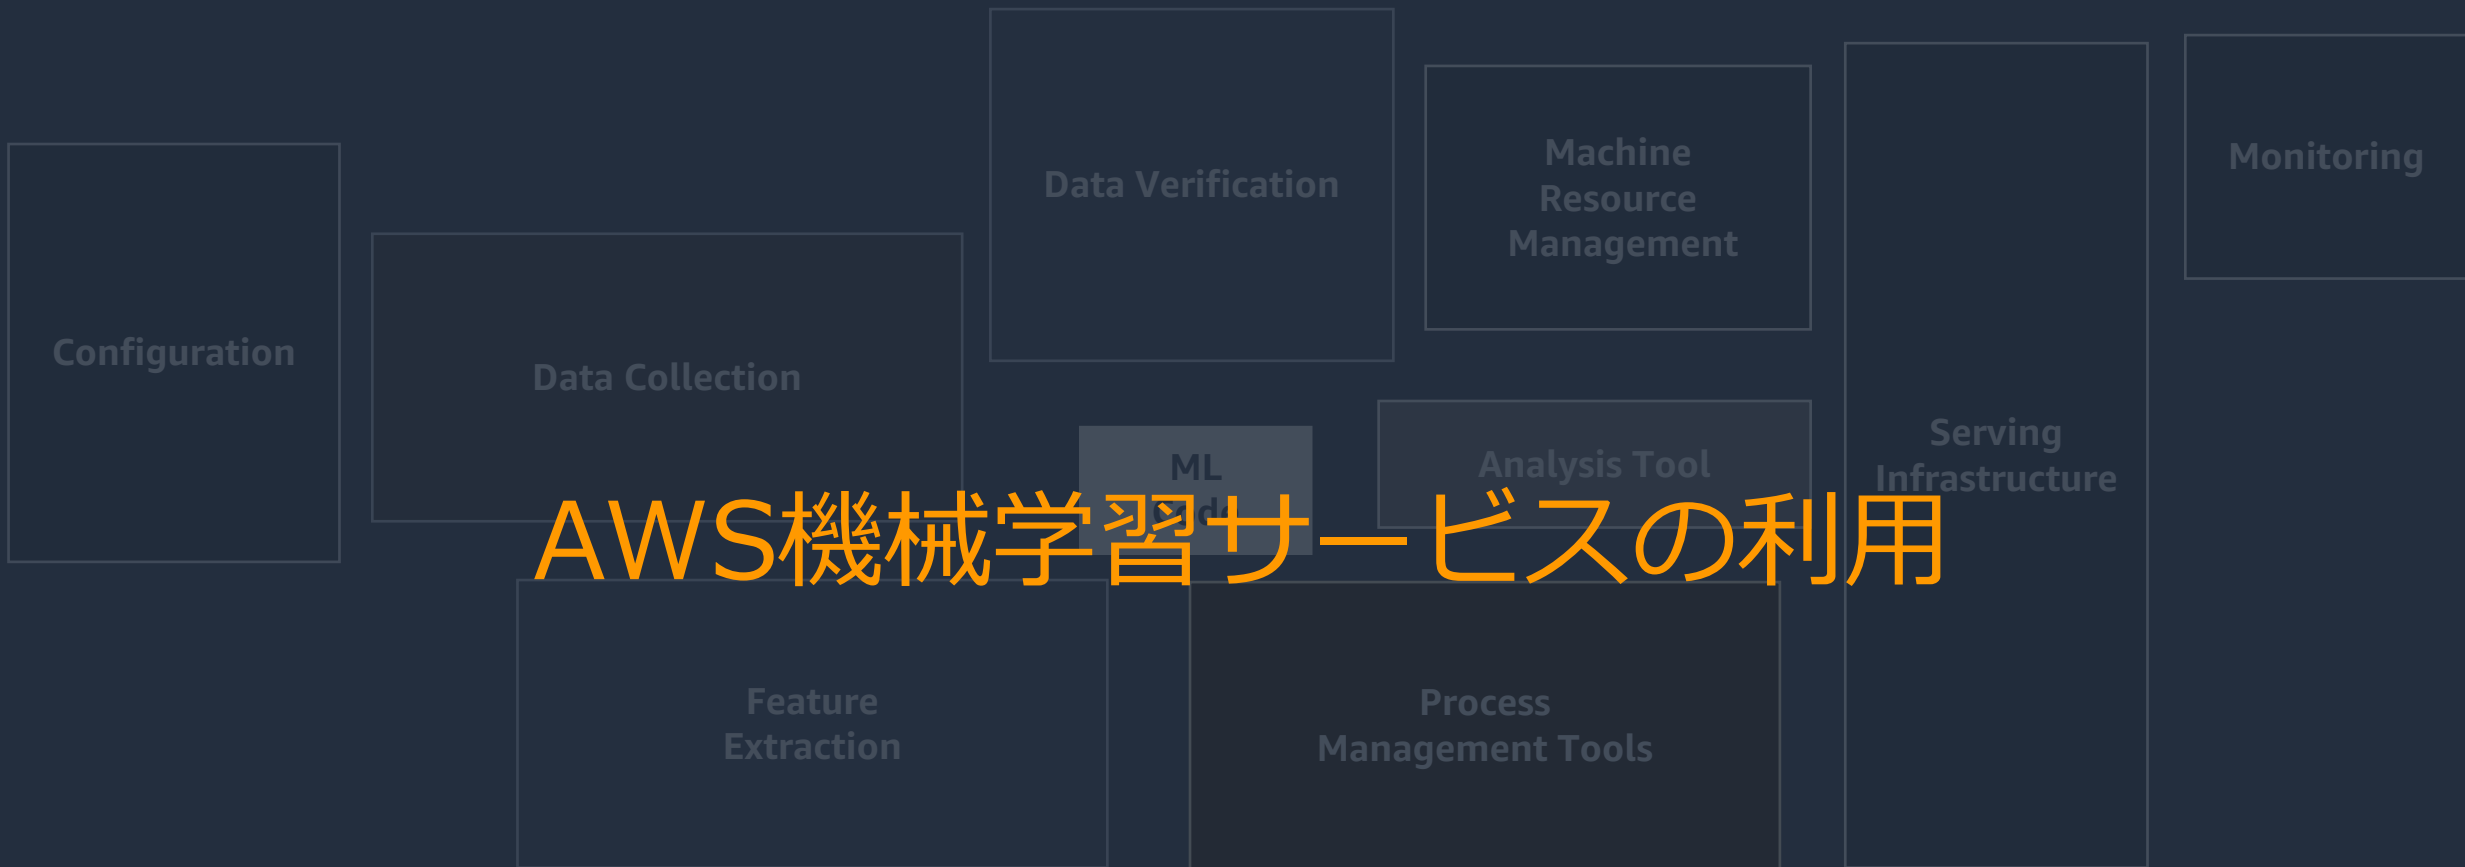 Configuration
Data Collection
Data Verification
Machine
Resource
Management
Monitoring
ML
Code
Analysis Tool
Serving
Infrastructure
AWS機械学習サービスの利用
Feature
Extraction
Process
Management Tools